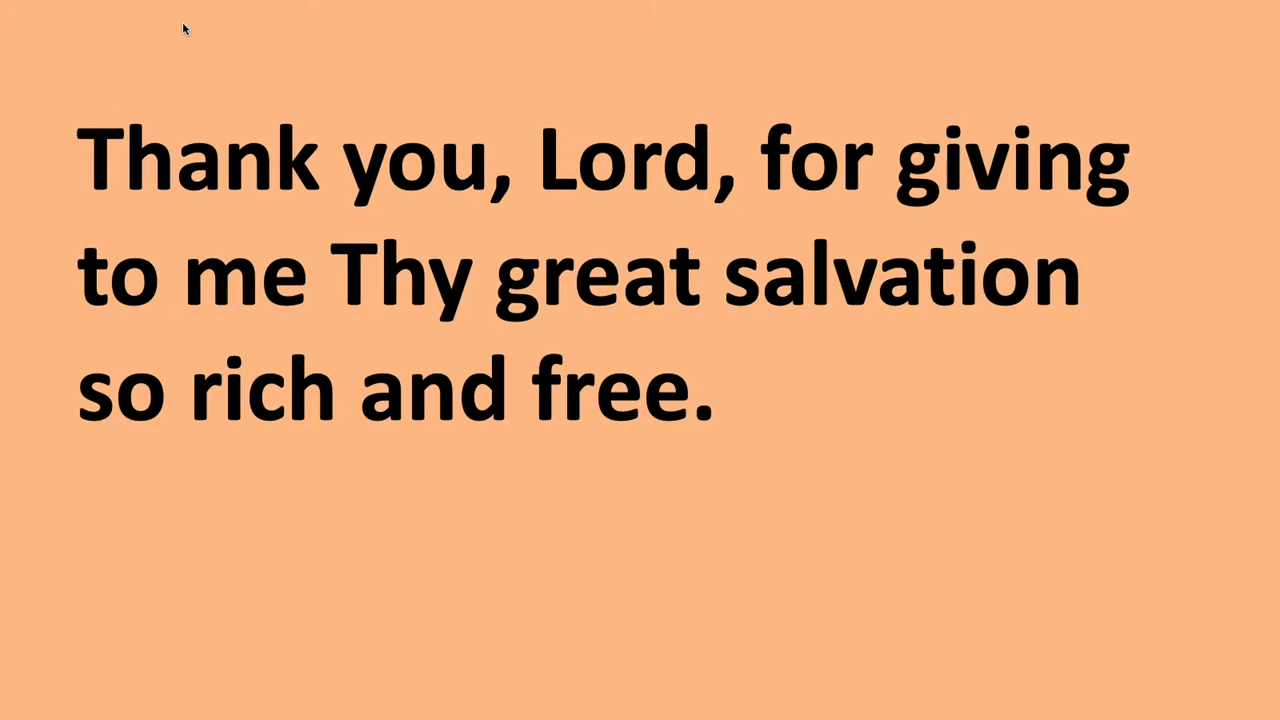 Thank you, Lord, for giving
to me Thy great salvation
so rich and free.